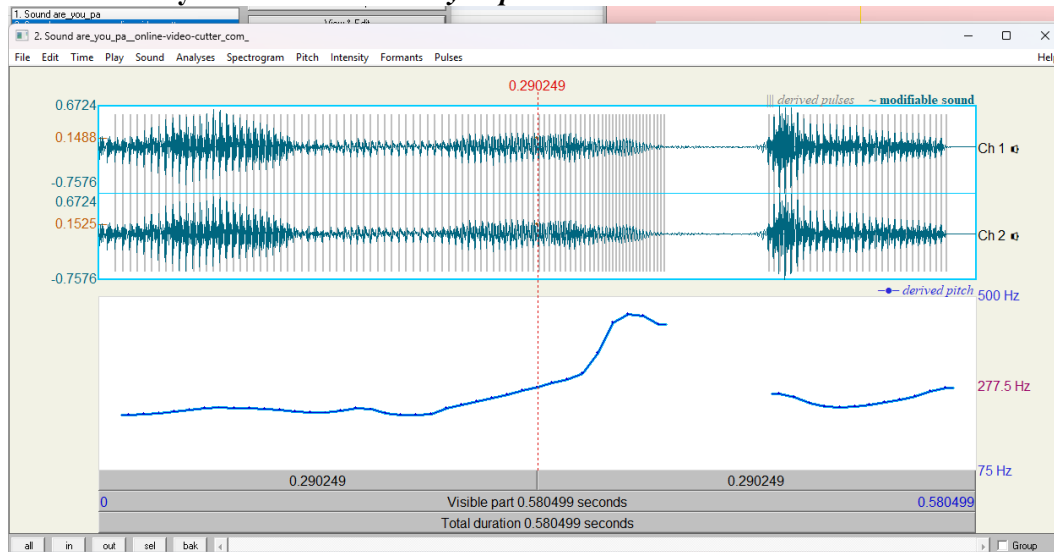 1. Sound are_you_pa
View & Edit
2. Sound are_you_pa__online-video-cutter_com_
File Edit Time Play Sound Analyses Spectrogram Pitch Intensity Formants Pulses Help
0.290249
derived pulses ~ modifiable sound
0.6724
0.1488
-0.7576
Ch 1
0.6724
0.1525
-0.7576
Ch 2
derived pitch
500 Hz
277.5 Hz
75 Hz
0.290249 0.290249
0 Visible part 0.580499 seconds 0.580499
Total duration 0.580499 seconds
all in out sel bak Group